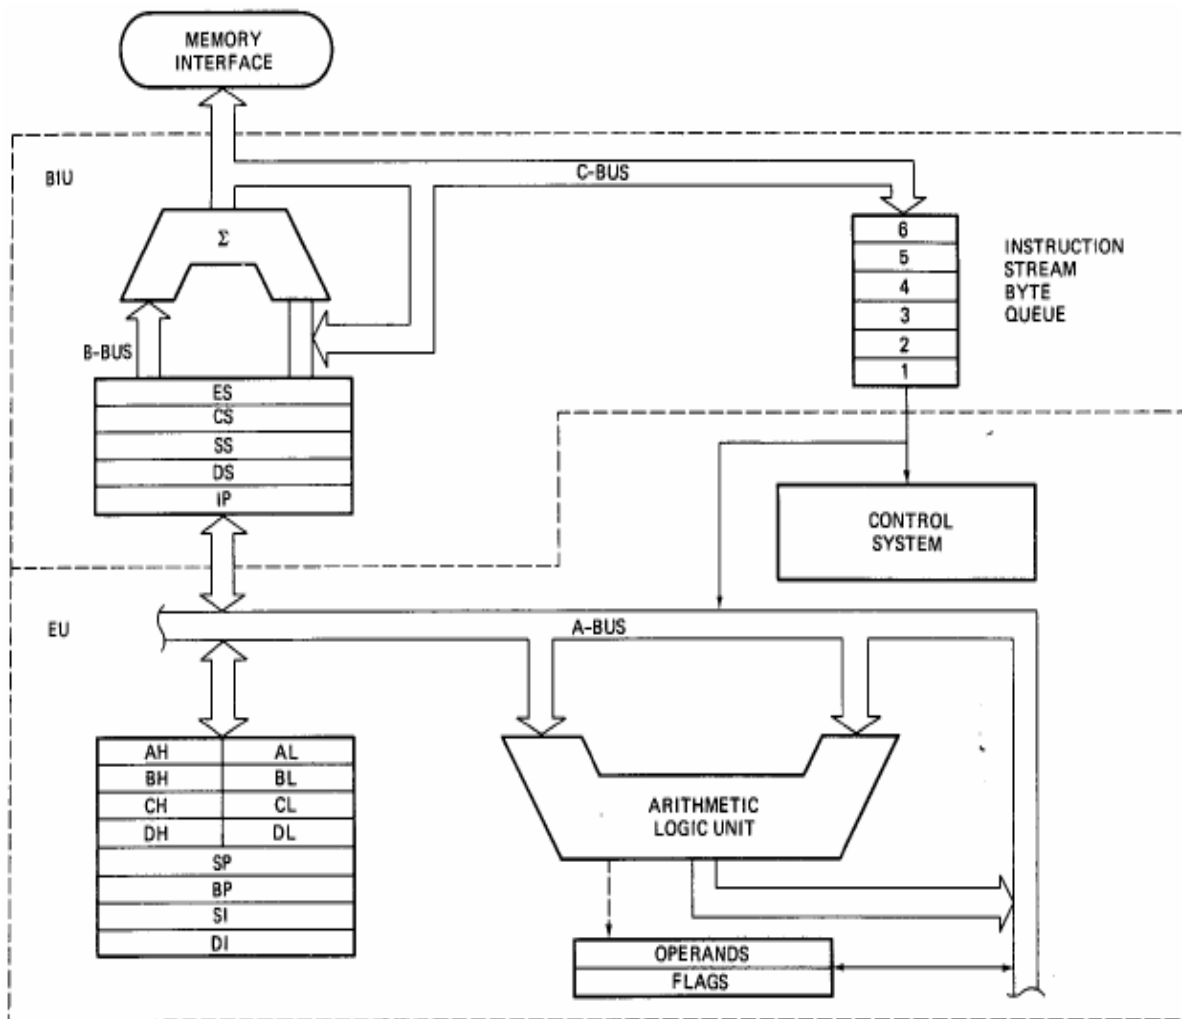 MEMORY
INTERFACE
BIU
C-BUS
Σ
B-BUS
6
5
4
3
2
1
INSTRUCTION
STREAM
BYTE
QUEUE
ES
CS
SS
DS
IP
CONTROL
SYSTEM
EU
A-BUS
AH AL
BH BL
CH CL
DH DL
SP
BP
SI
DI
ARITHMETIC
LOGIC UNIT
OPERANDS
FLAGS